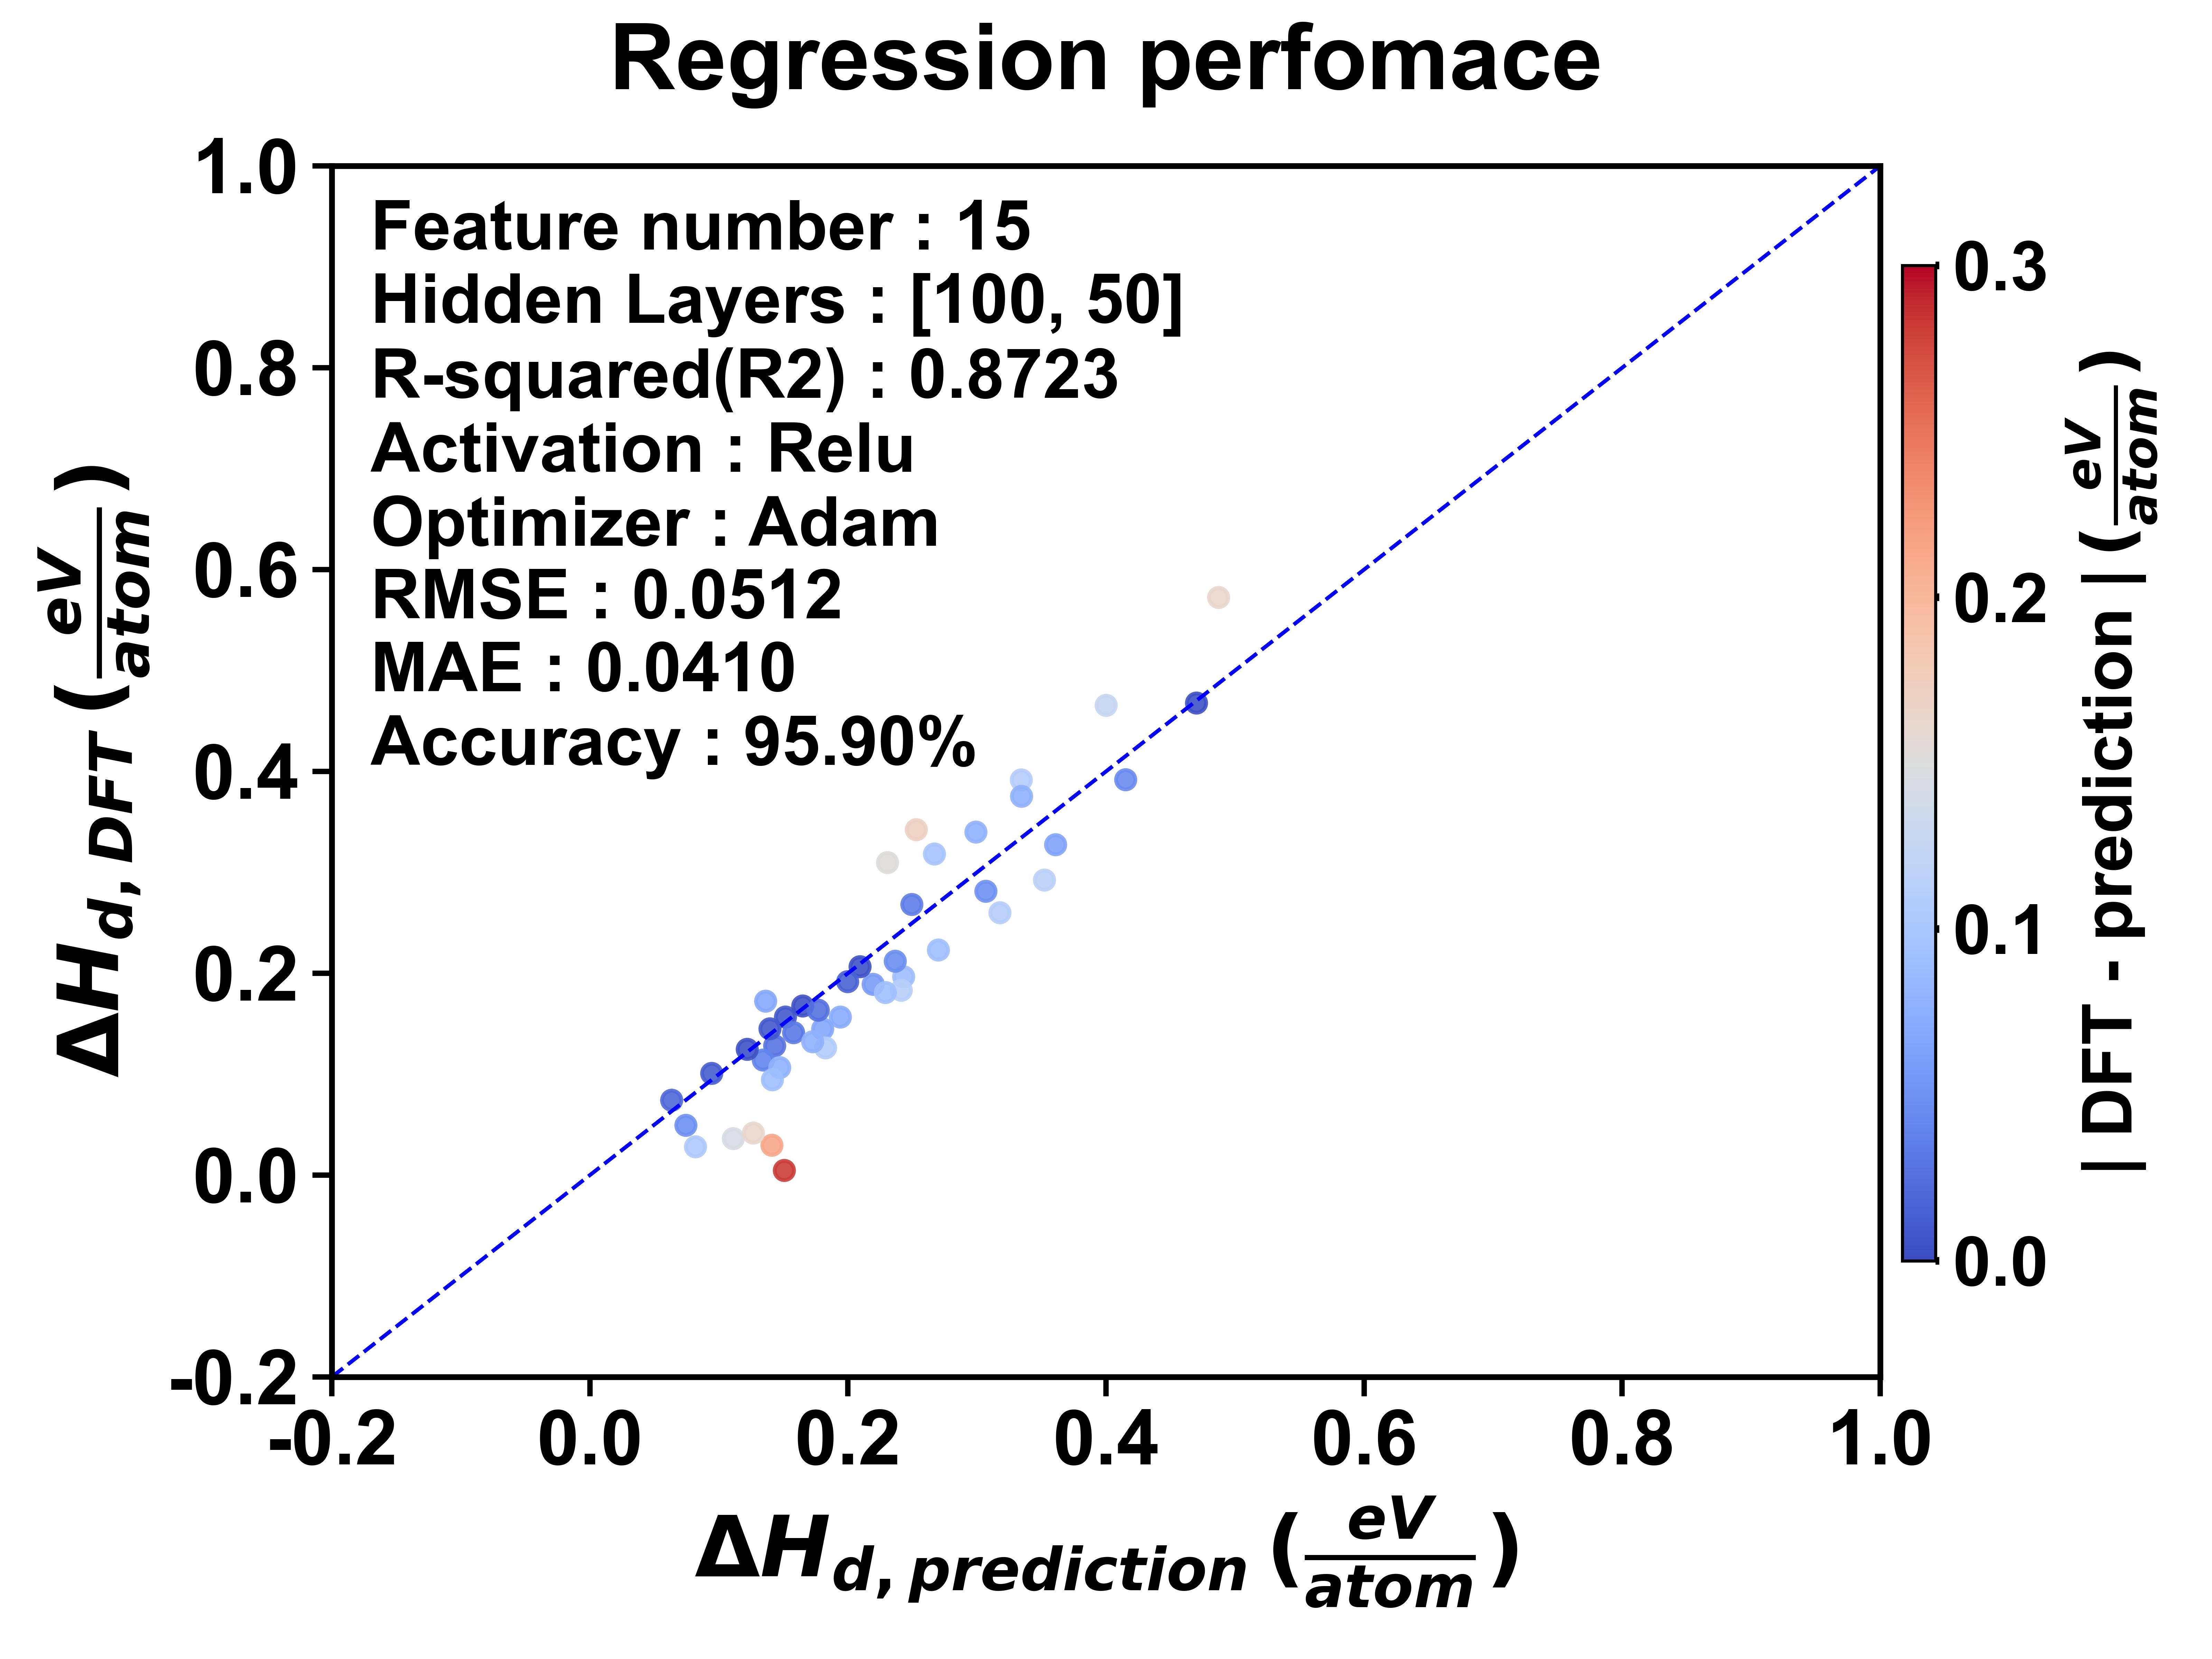 Regression perfomace
1.0
0.8
0.6
0.4
0.2
0.0
-0.2
ΔH_{d, DFT} (\frac{eV}{atom})
Feature number : 15
Hidden Layers : [100, 50]
R-squared(R2) : 0.8723
Activation : Relu
Optimizer : Adam
RMSE : 0.0512
MAE : 0.0410
Accuracy : 95.90%
0.3
0.2
0.1
0.0
| DFT - prediction | (\frac{eV}{atom})
-0.2 0.0 0.2 0.4 0.6 0.8 1.0
ΔH_{d, prediction} (\frac{eV}{atom})